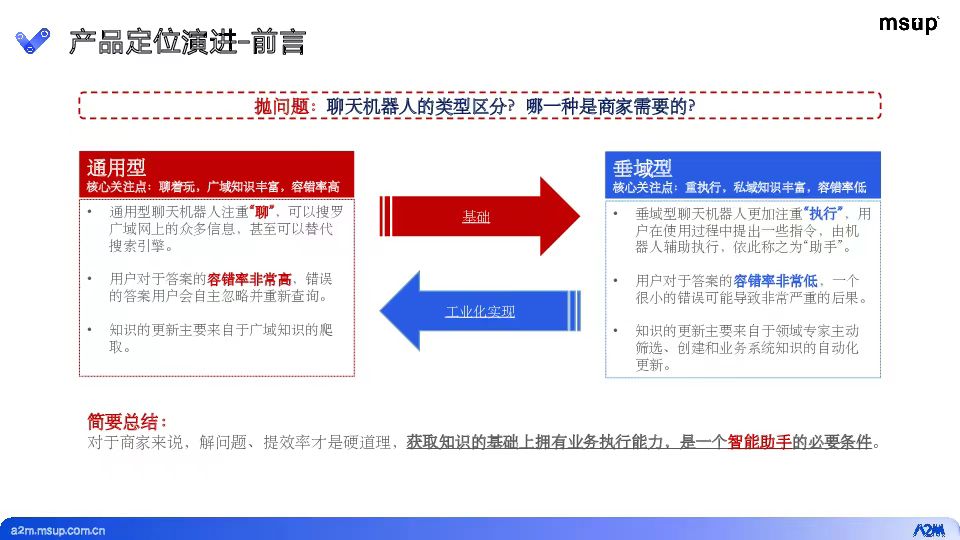 产品定位演进-前言
msup
抛问题：聊天机器人的类型区分？哪一种是商家需要的？
通用型
核心关注点：聊着玩，广域知识丰富，容错率高
• 通用型聊天机器人注重“聊”，可以搜罗
广域网上的众多信息，甚至可以替代
搜索引擎。
• 用户对于答案的容错率非常高，错误
的答案用户会自主忽略并重新查询。
• 知识的更新主要来自于广域知识的爬
取。
基础
工业化实现
垂域型
核心关注点：重执行，私域知识丰富，容错率低
• 垂域型聊天机器人更加注重“执行”，用
户在使用过程中提出一些指令，由机
器人辅助执行，依此称之为“助手”。
• 用户对于答案的容错率非常低，一个
很小的错误可能导致非常严重的后果。
• 知识的更新主要来自于领域专家主动
筛选、创建和业务系统知识的自动化
更新。
简要总结：
对于商家来说，解问题、提效率才是硬道理，获取知识的基础上拥有业务执行能力，是一个智能助手的必要条件。
a2m.msup.com.cn
A2M